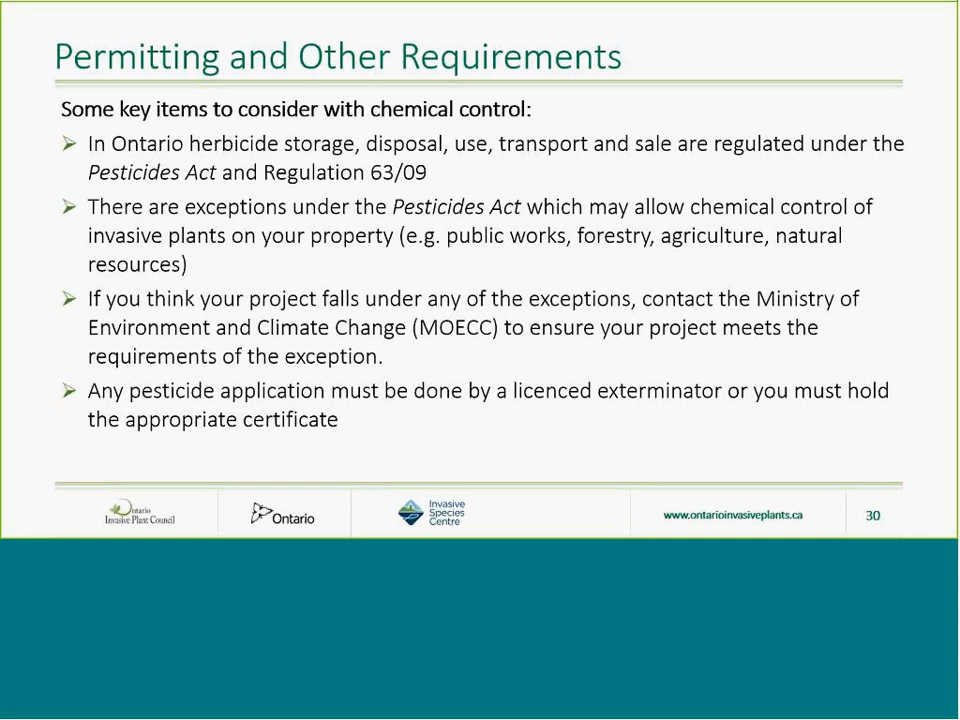 Permitting and Other Requirements
Some key items to consider with chemical control:
➢ In Ontario herbicide storage, disposal, use, transport and sale are regulated under the
Pesticides Act and Regulation 63/09
➢ There are exceptions under the Pesticides Act which may allow chemical control of
invasive plants on your property (e.g. public works, forestry, agriculture, natural
resources)
➢ If you think your project falls under any of the exceptions, contact the Ministry of
Environment and Climate Change (MOECC) to ensure your project meets the
requirements of the exception.
➢ Any pesticide application must be done by a licenced exterminator or you must hold
the appropriate certificate
Ontario
Invasive Plant Council
Ontario
Invasive
Species
Centre
www.ontarioinvasiveplants.ca
30